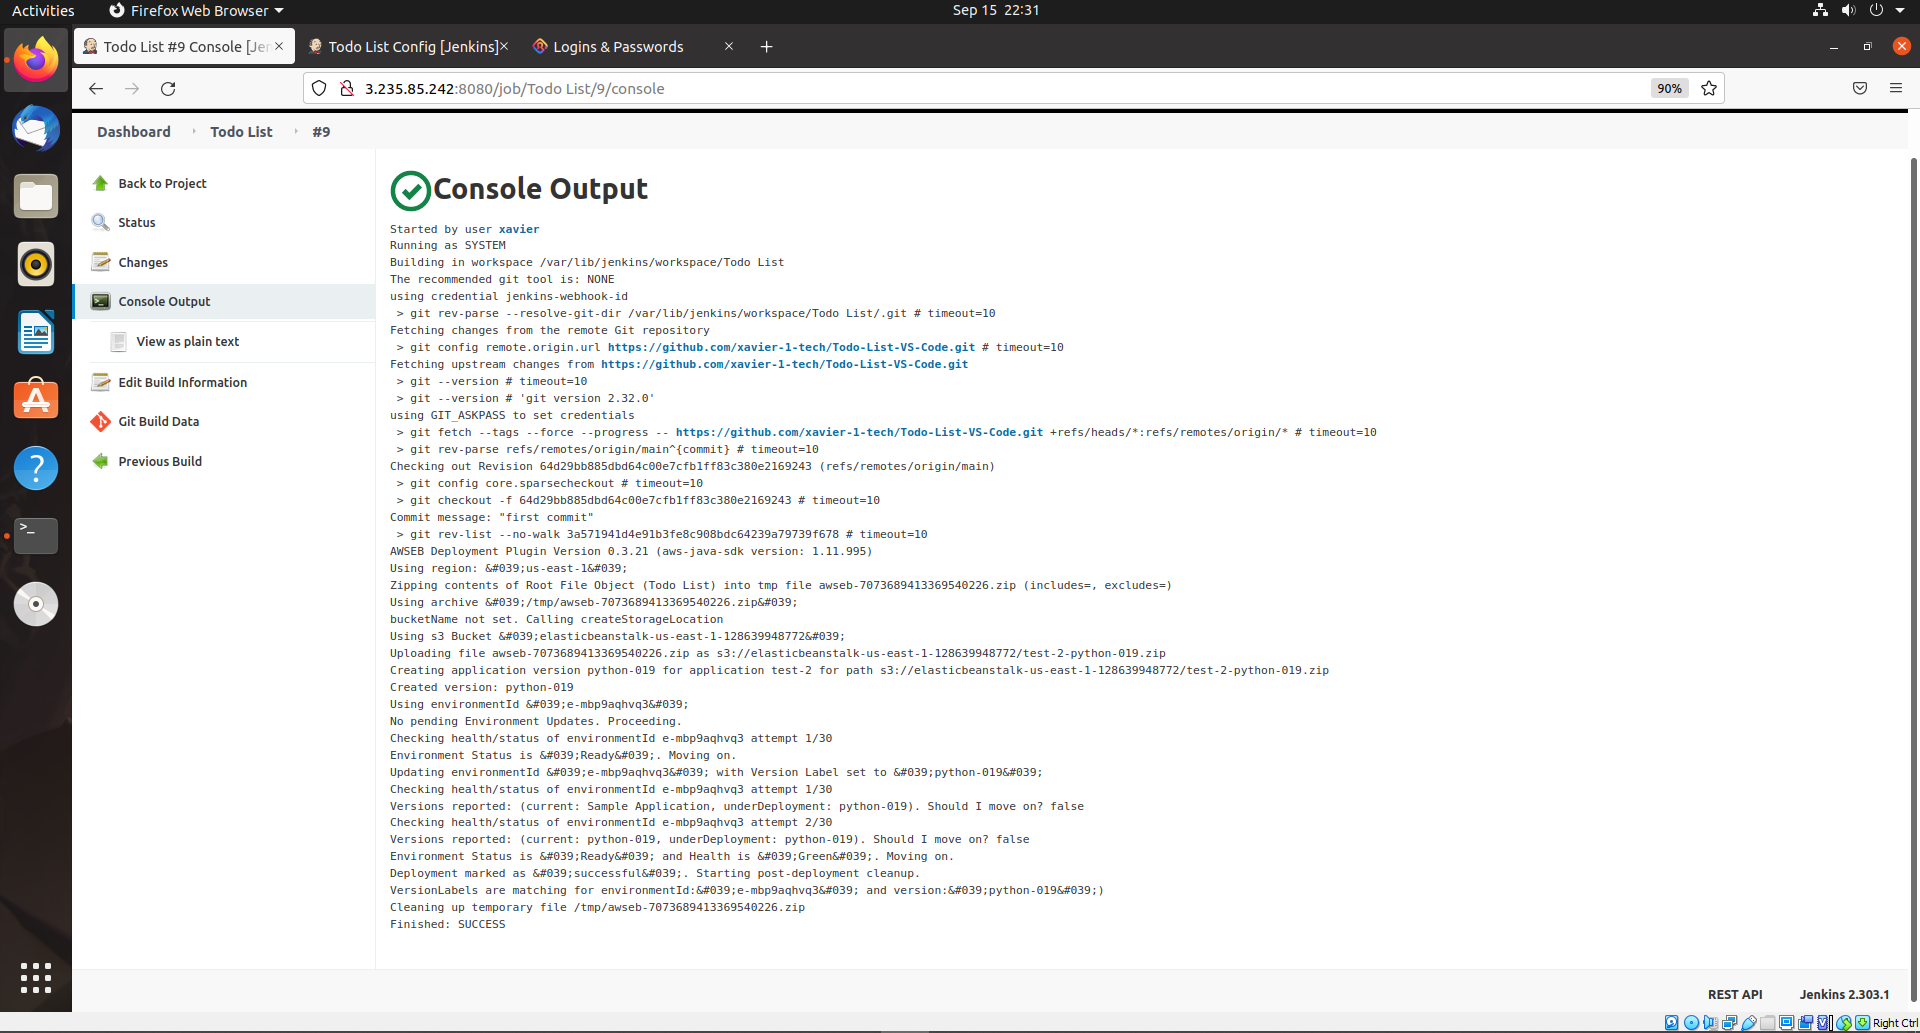 Activities
Firefox Web Browser
Sep 15 22:31
Todo List #9 Console [Jen
Todo List Config [Jenkins]
Logins & Passwords
3.235.85.242:8080/job/Todo List/9/console
90%
Dashboard
Todo List
#9
Back to Project
Status
Changes
Console Output
View as plain text
Edit Build Information
Git Build Data
Previous Build
Console Output
Started by user xavier
Running as SYSTEM
Building in workspace /var/lib/jenkins/workspace/Todo List
The recommended git tool is: NONE
using credential jenkins-webhook-id
> git rev-parse --resolve-git-dir /var/lib/jenkins/workspace/Todo List/.git # timeout=10
Fetching changes from the remote Git repository
> git config remote.origin.url https://github.com/xavier-1-tech/Todo-List-VS-Code.git # timeout=10
Fetching upstream changes from https://github.com/xavier-1-tech/Todo-List-VS-Code.git
> git --version # timeout=10
> git --version # 'git version 2.32.0'
using GIT_ASKPASS to set credentials
> git fetch --tags --force --progress -- https://github.com/xavier-1-tech/Todo-List-VS-Code.git +refs/heads/*:refs/remotes/origin/* # timeout=10
> git rev-parse refs/remotes/origin/main^{commit} # timeout=10
Checking out Revision 64d29bb885dbd64c00e7cfb1ff83c380e2169243 (refs/remotes/origin/main)
> git config core.sparsecheckout # timeout=10
> git checkout -f 64d29bb885dbd64c00e7cfb1ff83c380e2169243 # timeout=10
Commit message: "first commit"
> git rev-list --no-walk 3a571941d4e91b3fe8c908bdc64239a79739f678 # timeout=10
AWSEB Deployment Plugin Version 0.3.21 (aws-java-sdk version: 1.11.995)
Using region: &#039;us-east-1&#039;
Zipping contents of Root File Object (Todo List) into tmp file awseb-7073689413369540226.zip (includes=, excludes=)
Using archive &#039;/tmp/awseb-7073689413369540226.zip&#039;
bucketName not set. Calling createStorageLocation
Using s3 Bucket &#039;elasticbeanstalk-us-east-1-128639948772&#039;
Uploading file awseb-7073689413369540226.zip as s3://elasticbeanstalk-us-east-1-128639948772/test-2-python-019.zip
Creating application version python-019 for application test-2 for path s3://elasticbeanstalk-us-east-1-128639948772/test-2-python-019.zip
Created version: python-019
Using environmentId &#039;e-mbp9aqhvq3&#039;
No pending Environment Updates. Proceeding.
Checking health/status of environmentId e-mbp9aqhvq3 attempt 1/30
Environment Status is &#039;Ready&#039;. Moving on.
Updating environmentId &#039;e-mbp9aqhvq3&#039; with Version Label set to &#039;python-019&#039;
Checking health/status of environmentId e-mbp9aqhvq3 attempt 1/30
Versions reported: (current: Sample Application, underDeployment: python-019). Should I move on? false
Checking health/status of environmentId e-mbp9aqhvq3 attempt 2/30
Versions reported: (current: python-019, underDeployment: python-019). Should I move on? false
Environment Status is &#039;Ready&#039; and Health is &#039;Green&#039;. Moving on.
Deployment marked as &#039;successful&#039;. Starting post-deployment cleanup.
VersionLabels are matching for environmentId:&#039;e-mbp9aqhvq3&#039; and version:&#039;python-019&#039;)
Cleaning up temporary file /tmp/awseb-7073689413369540226.zip
Finished: SUCCESS
REST API
Jenkins 2.303.1
Right Ctrl